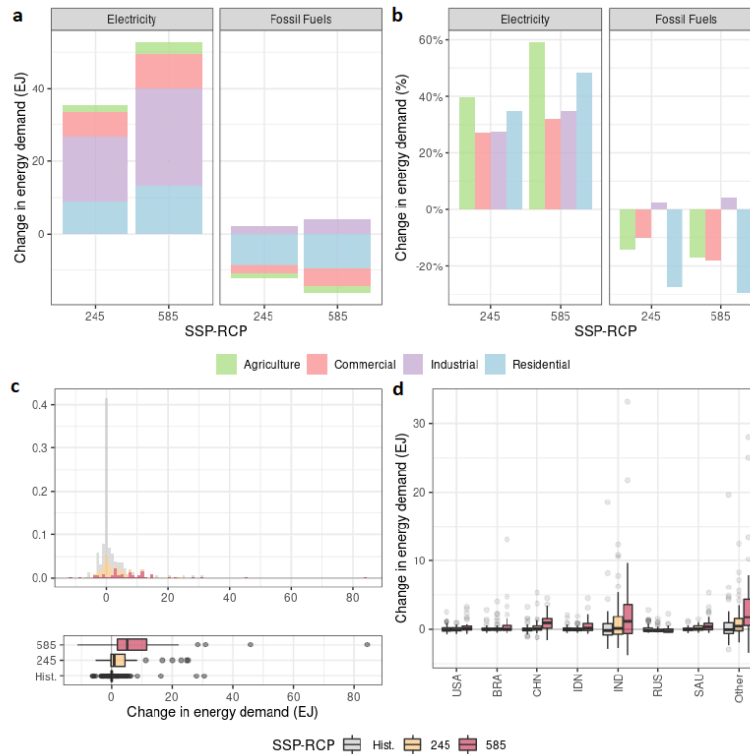 a
Electricity
Fossil Fuels
Change in energy demand (EJ)
40
20
0
245
585
245
585
SSP-RCP
b
Electricity
Fossil Fuels
Change in energy demand (%)
60%
40%
20%
0%
-20%
245
585
245
585
SSP-RCP
Agriculture Commercial Industrial Residential
c
0.4
0.3
0.2
0.1
0.0
0 20 40 60 80
585
245
Hist.
0 20 40 60 80
Change in energy demand (EJ)
d
Change in energy demand (EJ)
30
20
10
0
USA
BRA
CHN
IDN
IND
RUS
SAU
Other
SSP-RCP Hist. 245 585